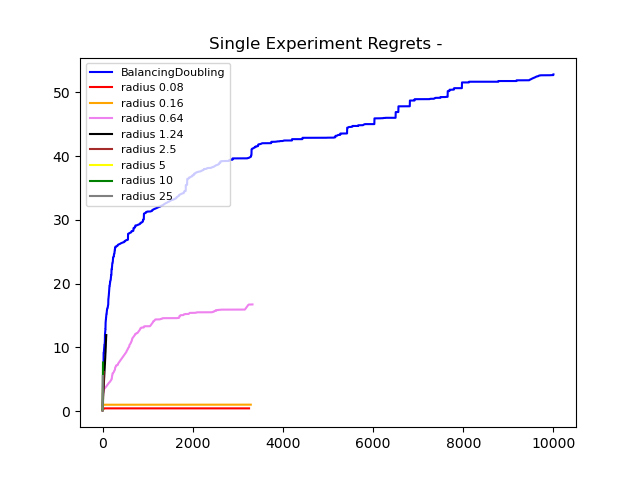 Single Experiment Regrets -
BalancingDoubling
radius 0.08
radius 0.16
radius 0.64
radius 1.24
radius 2.5
radius 5
radius 10
radius 25
50
40
30
20
10
0
0 2000 4000 6000 8000 10000